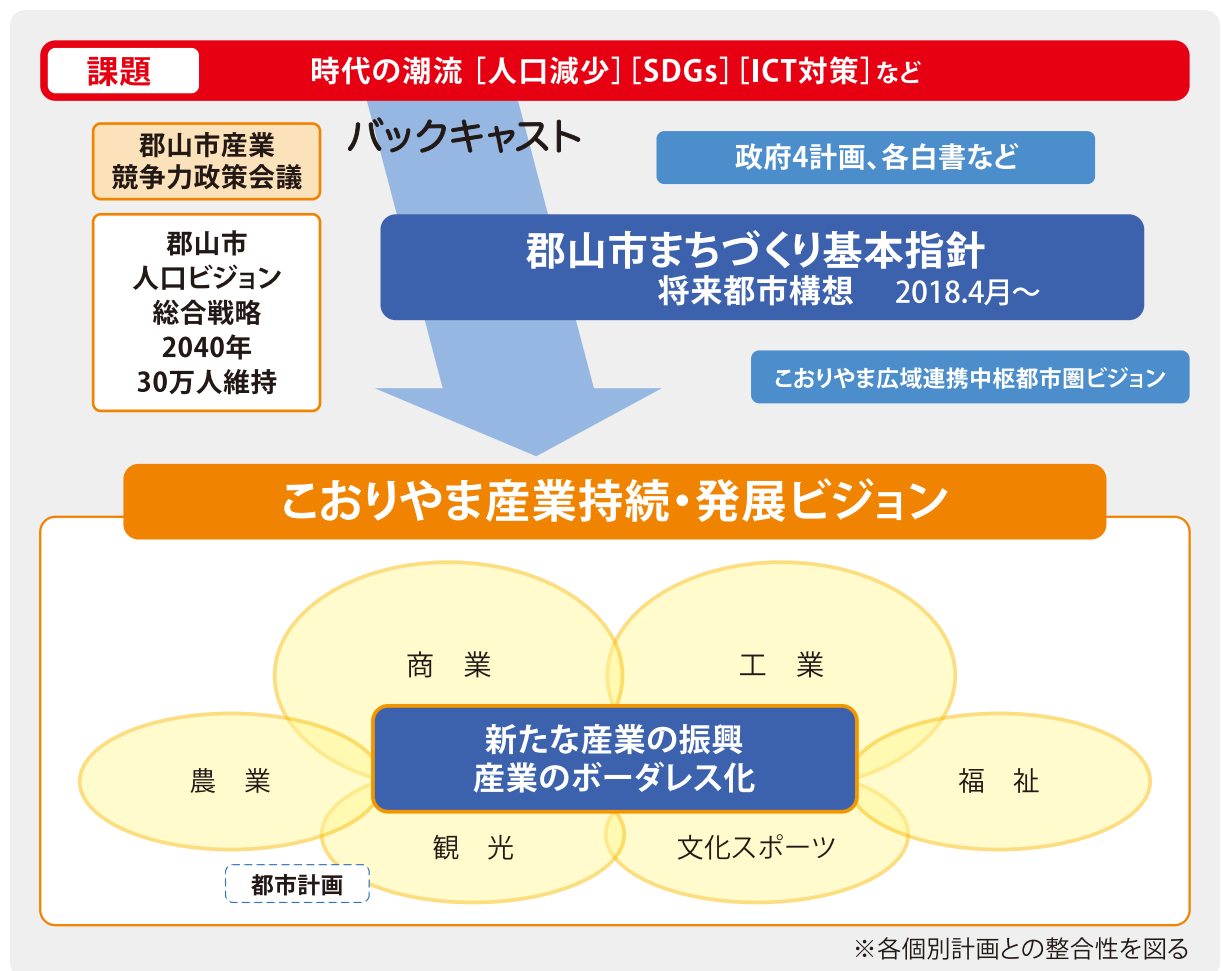 課題
時代の潮流［人口減少］［SDGs］［ICT対策］など
バックキャスト
郡山市産業
競争力政策会議
政府4計画、各白書など
郡山市
人口ビジョン
総合戦略
2040年
30万人維持
郡山市まちづくり基本指針
将来都市構想　2018.4月～
こおりやま広域連携中枢都市圏ビジョン
こおりやま産業持続・発展ビジョン
商　業
工　業
新たな産業の振興
産業のボーダレス化
農　業
福　祉
観　光
文化スポーツ
都市計画
※各個別計画との整合性を図る